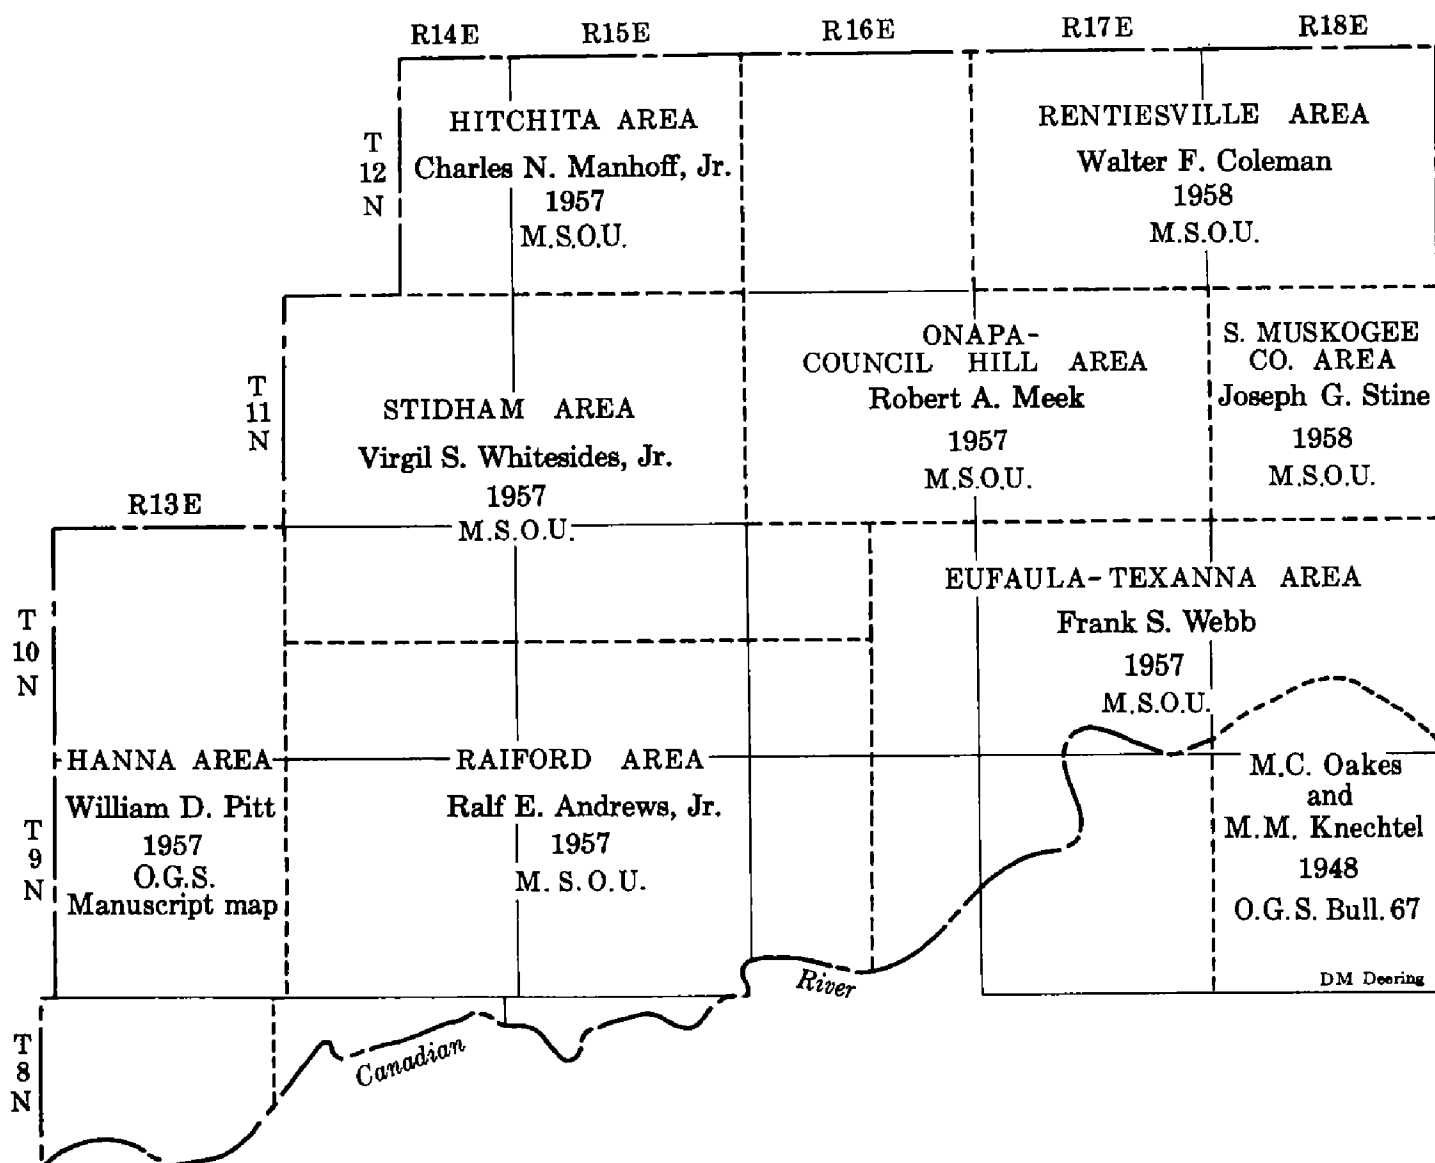 R14E R15E R16E R17E R18E
T
12
N
HITCHITA AREA
Charles N. Manhoff, Jr.
1957
M.S.O.U.
RENTIESVILLE AREA
Walter F. Coleman
1958
M.S.O.U.
T
11
N
STIDHAM AREA
Virgil S. Whitesides, Jr.
1957
M.S.O.U.
ONAPA-
COUNCIL HILL AREA
Robert A. Meek
1957
M.S.O.U.
S. MUSKOGEE
CO. AREA
Joseph G. Stine
1958
M.S.O.U.
R13E
T
10
N
EUFAULA-TEXANNA AREA
Frank S. Webb
1957
M.S.O.U.
T
9
N
HANNA AREA
William D. Pitt
1957
O.G.S.
Manuscript map
RAIFORD AREA
Ralf E. Andrews, Jr.
1957
M.S.O.U.
M.C. Oakes
and
M.M. Knechtel
1948
O.G.S. Bull. 67
DM Deering
T
8
N
Canadian
River